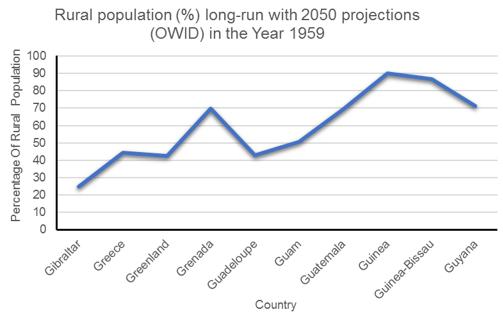 Rural population (%) long-run with 2050 projections
(OWID) in the Year 1959
Percentage Of Rural Population
100
90
80
70
60
50
40
30
20
10
0
Gibraltar
Greece
Greenland
Grenada
Guadeloupe
Guam
Guatemala
Guinea
Guinea-Bissau
Guyana
Country